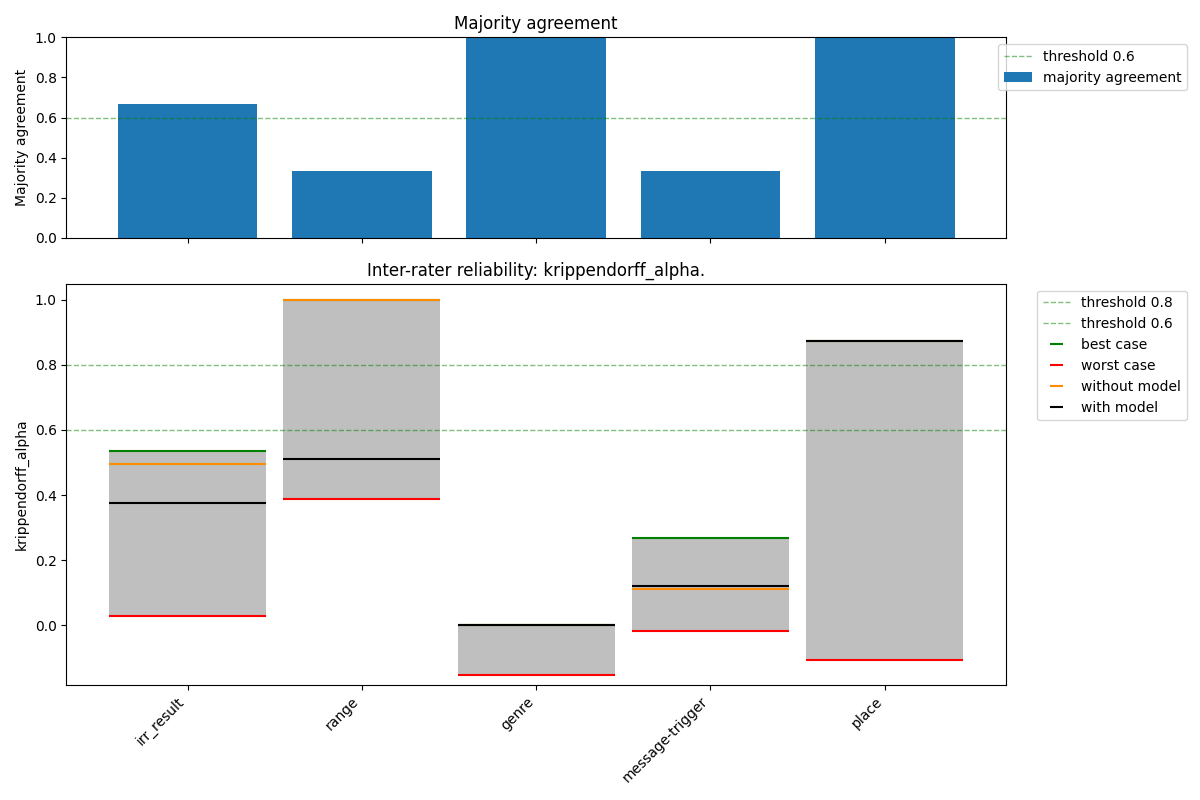 Majority agreement
Majority agreement
1.0
0.8
0.6
0.4
0.2
0.0
threshold 0.6
majority agreement
Inter-rater reliability: krippendorff_alpha.
krippendorff_alpha
1.0
0.8
0.6
0.4
0.2
0.0
threshold 0.8
threshold 0.6
best case
worst case
without model
with model
irr_result
range
genre
message-trigger
place